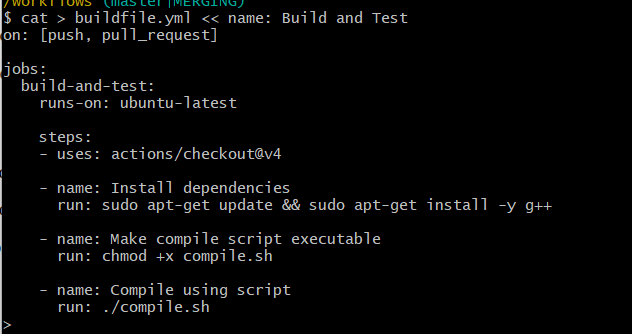 /workflows (master|MERGING)
$ cat > buildfile.yml << name: Build and Test
on: [push, pull_request]

jobs:
  build-and-test:
    runs-on: ubuntu-latest

    steps:
    - uses: actions/checkout@v4

    - name: Install dependencies
      run: sudo apt-get update && sudo apt-get install -y g++

    - name: Make compile script executable
      run: chmod +x compile.sh

    - name: Compile using script
      run: ./compile.sh
>